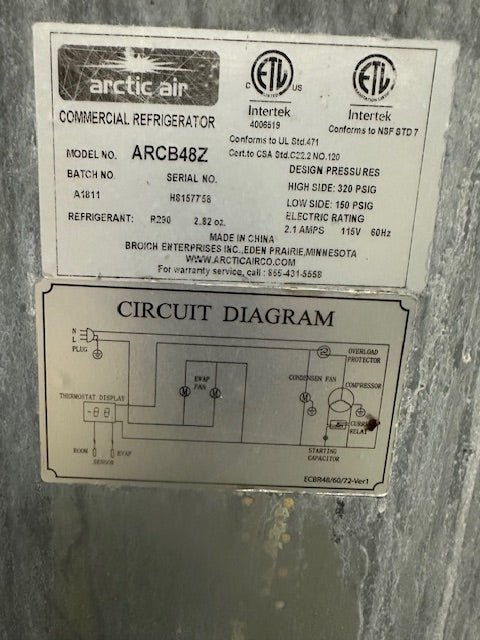 arctic air
COMMERCIAL REFRIGERATOR
MODEL NO. ARCB48Z
BATCH NO. SERIAL NO.
A1811 H8157758
REFRIGERANT: R290 2.82 oz.
C ETL US
Intertek
4006519
Conforms to UL Std.471
Cert.to CSA Std.C22.2 NO.120
ETL
Intertek
Conforms to NSF STD 7
DESIGN PRESSURES
HIGH SIDE: 320 PSIG
LOW SIDE: 150 PSIG
ELECTRIC RATING
2.1 AMPS 115V 60Hz
MADE IN CHINA
BROICH ENTERPRISES INC.,EDEN PRAIRIE,MINNESOTA
WWW.ARCTICAIRCO.COM
For warranty service, call : 855-431-5558
CIRCUIT DIAGRAM
N
L
PLUG
OVERLOAD
PROTECTOR
EVAP
FAN
M M
CONDENSEN FAN
M
COMPRESSOR
THERMOSTAT DISPLAY
-88
RELAY
ROOM EVAP
SENSOR
STARTING
CAPACITOR
ECBR48/60/72-Ver1